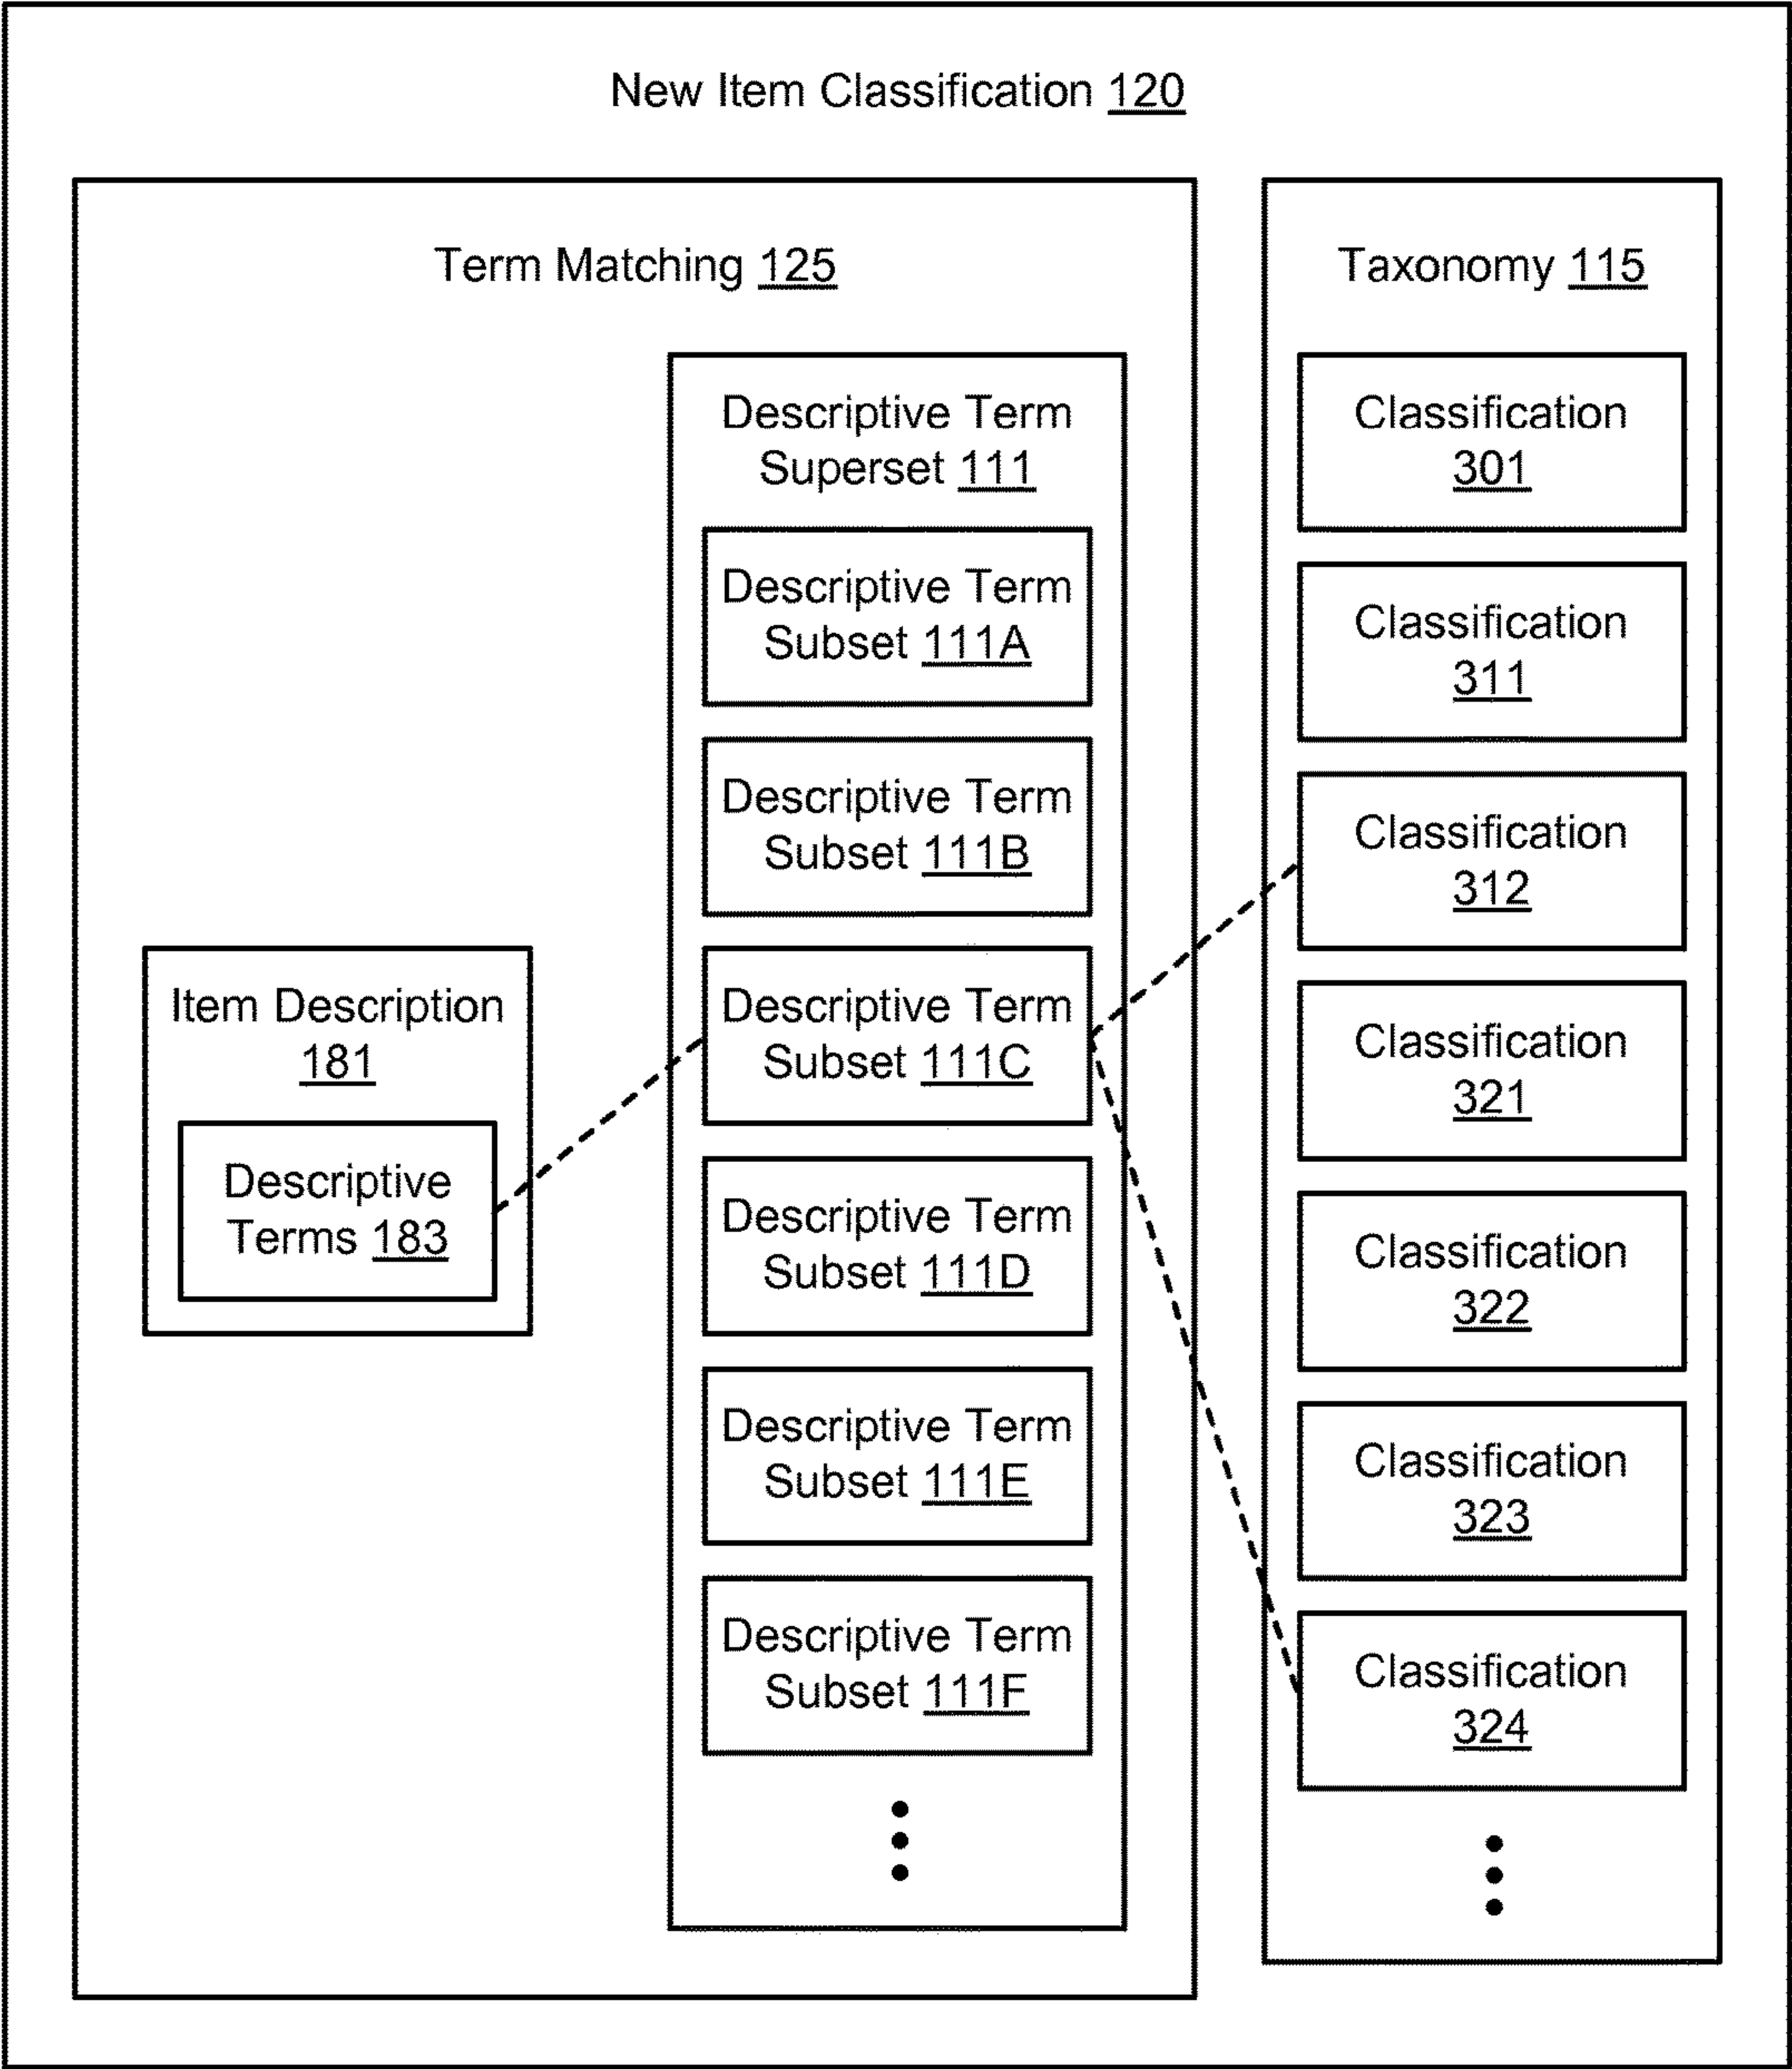 New Item Classification 120
Term Matching 125
Item Description
181
Descriptive
Terms 183
Descriptive Term
Superset 111
Descriptive Term
Subset 111A
Descriptive Term
Subset 111B
Descriptive Term
Subset 111C
Descriptive Term
Subset 111D
Descriptive Term
Subset 111E
Descriptive Term
Subset 111F
Taxonomy 115
Classification
301
Classification
311
Classification
312
Classification
321
Classification
322
Classification
323
Classification
324